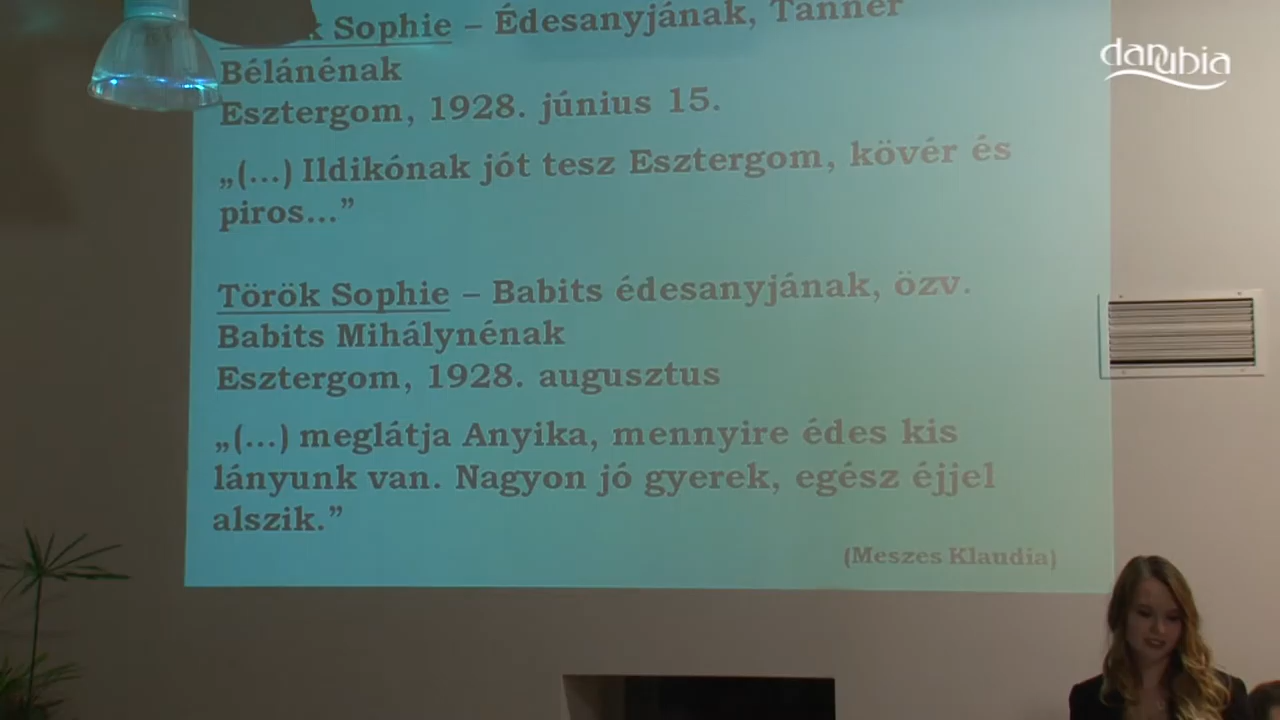 Sophie – Édesanyjának, Tanner
Bélánénak
Esztergom, 1928. június 15.
„(...) Ildikónak jót tesz Esztergom, kövér és
piros...”
Török Sophie – Babits édesanyjának, özv.
Babits Mihálynénak
Esztergom, 1928. augusztus
„(...) meglátja Anyika, mennyire édes kis
lányunk van. Nagyon jó gyerek, egész éjjel
alszik.”
(Meszes Klaudia)
danubia